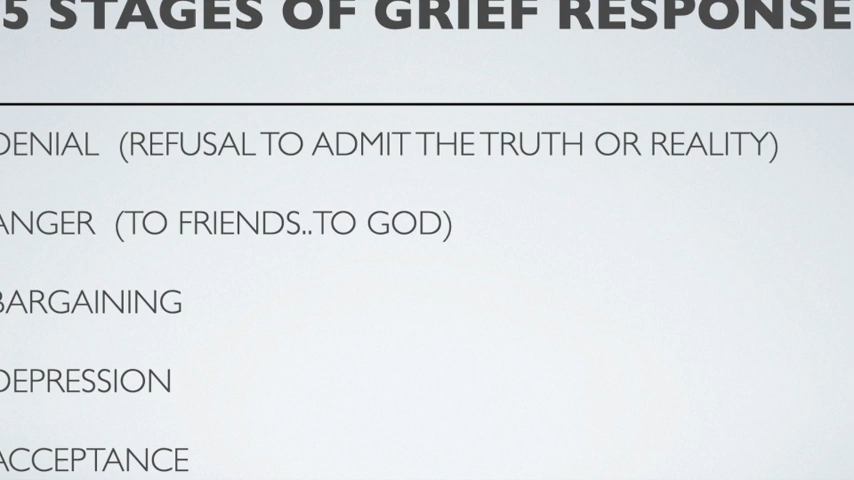 5 STAGES OF GRIEF RESPONSE
DENIAL (REFUSAL TO ADMIT THE TRUTH OR REALITY)
ANGER (TO FRIENDS..TO GOD)
BARGAINING
DEPRESSION
ACCEPTANCE